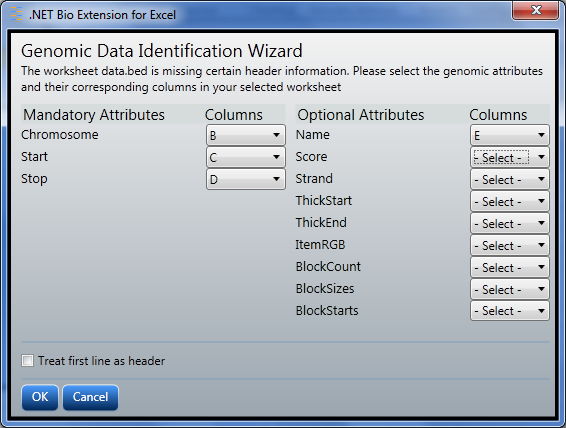 .NET Bio Extension for Excel
Genomic Data Identification Wizard
The worksheet data.bed is missing certain header information. Please select the genomic attributes
and their corresponding columns in your selected worksheet
Mandatory Attributes Columns Optional Attributes Columns
Chromosome B Name E
Start C Score - Select -
Stop D Strand - Select -
ThickStart - Select -
ThickEnd - Select -
ItemRGB - Select -
BlockCount - Select -
BlockSizes - Select -
BlockStarts - Select -
Treat first line as header
OK Cancel